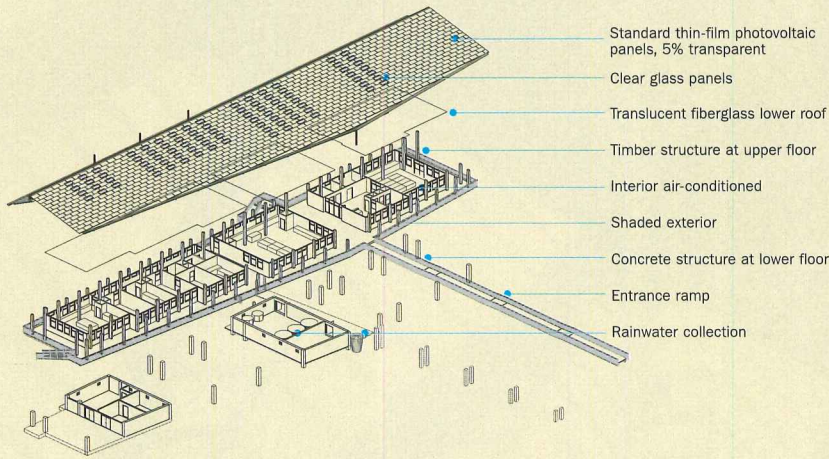 Standard thin-film photovoltaic
panels, 5% transparent
Clear glass panels
Translucent fiberglass lower roof
Timber structure at upper floor
Interior air-conditioned
Shaded exterior
Concrete structure at lower floor
Entrance ramp
Rainwater collection